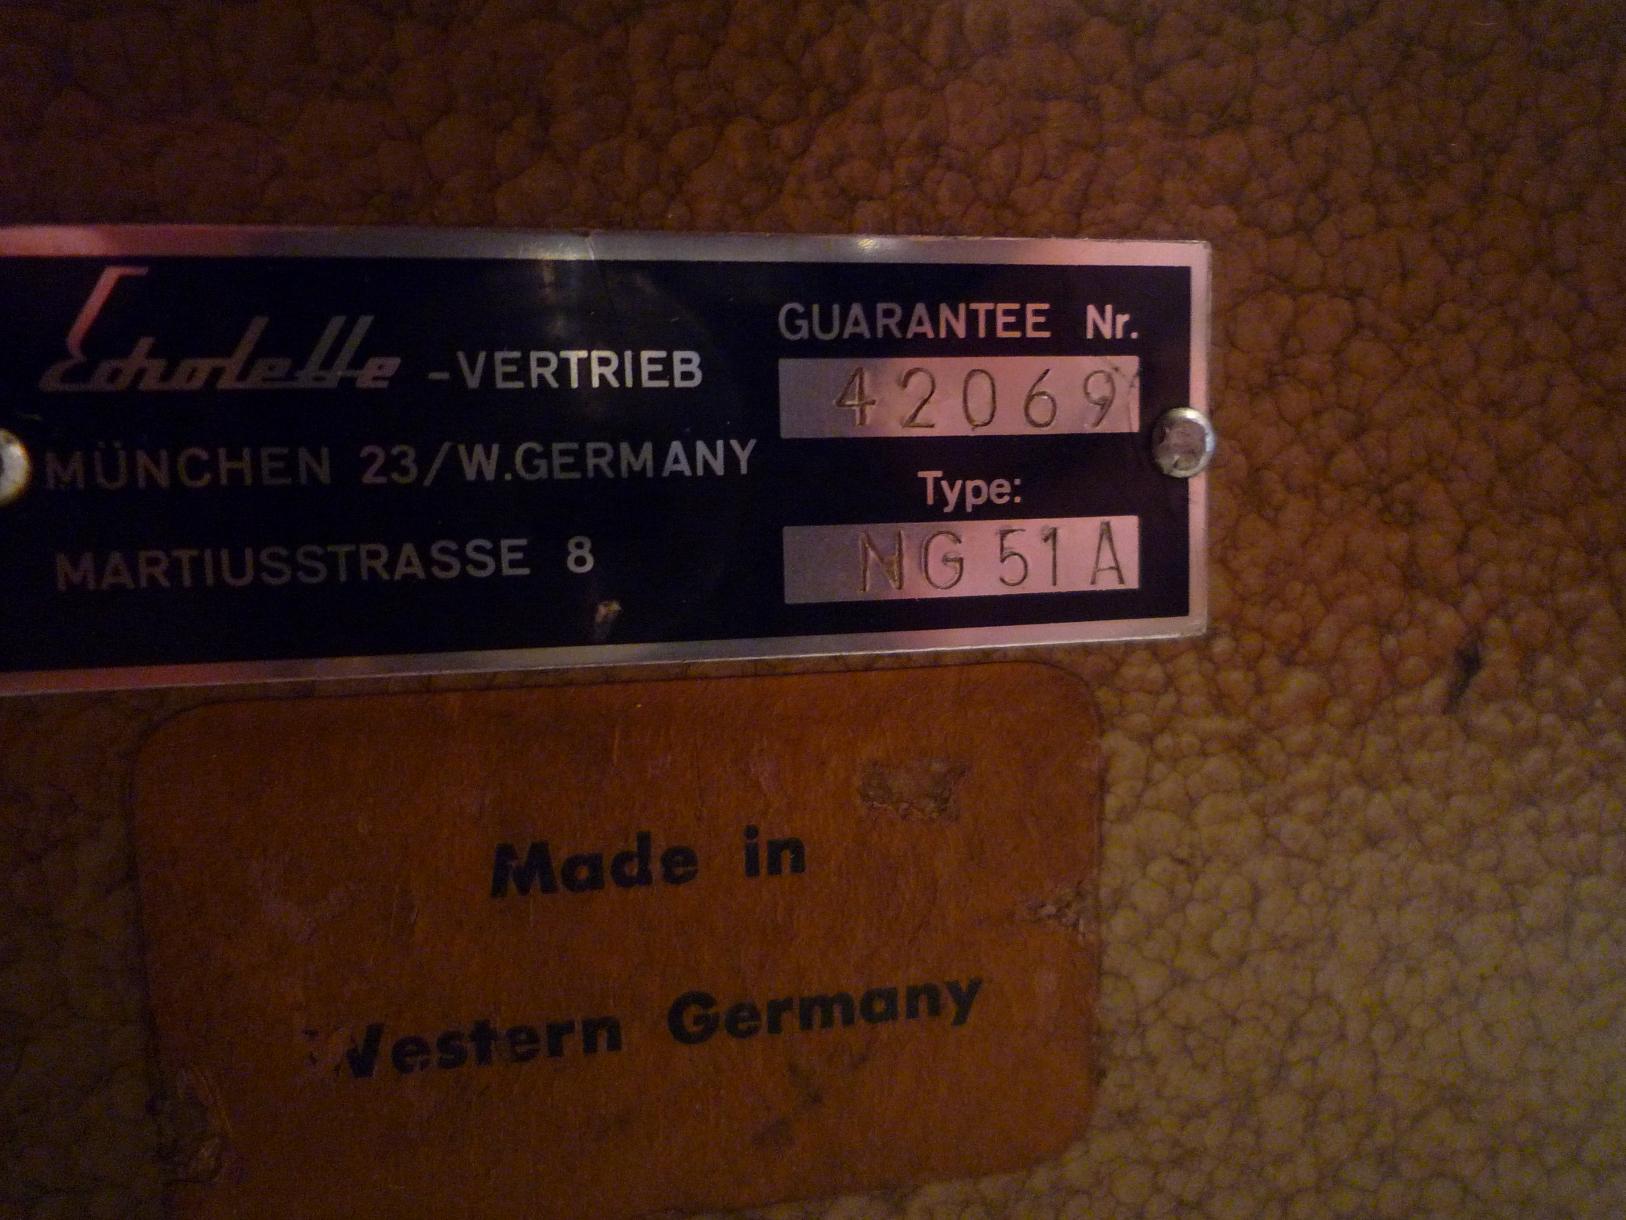 Echolette -VERTRIEB
MÜNCHEN 23/W.GERMANY
MARTIUSSTRASSE 8
GUARANTEE Nr.
42069
Type:
NG 51 A
Made in
Western Germany